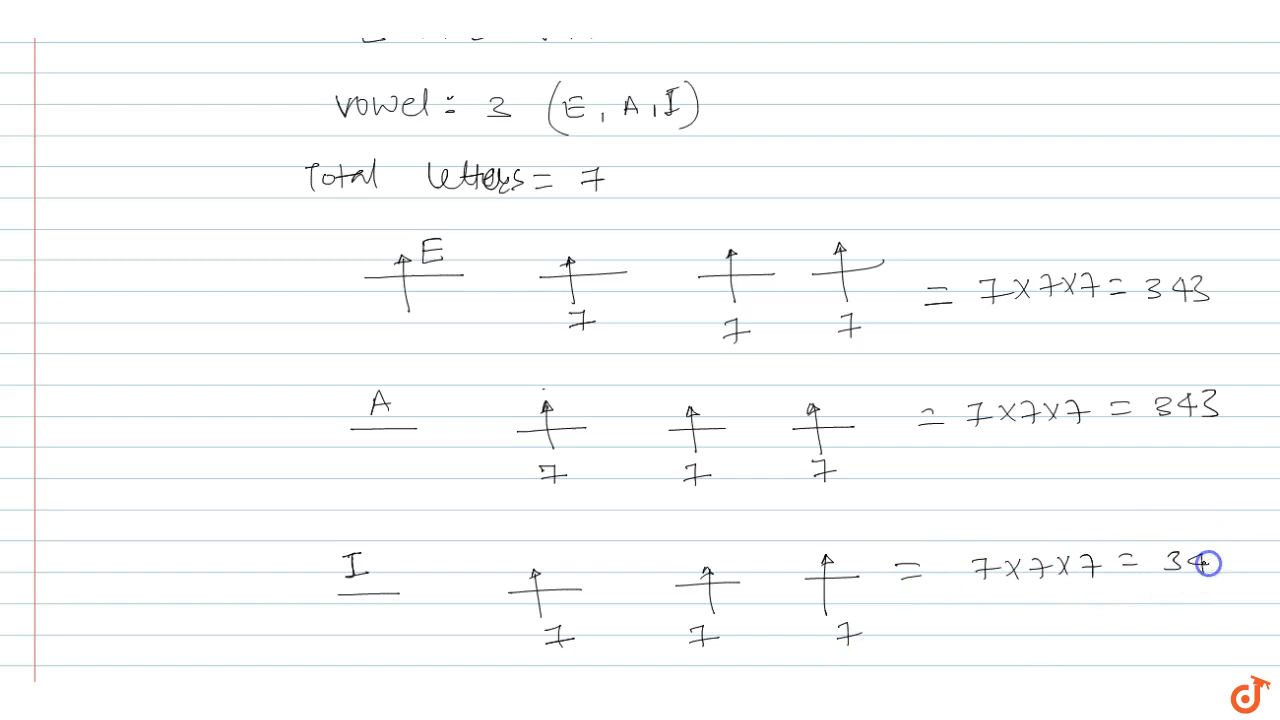 vowel = 3 (E, A, I)
Total letters = 7
E
7 7 7 = 7×7×7 = 343
A = 7×7×7 = 343
7 7 7
I = 7×7×7 = 34
7 7 7